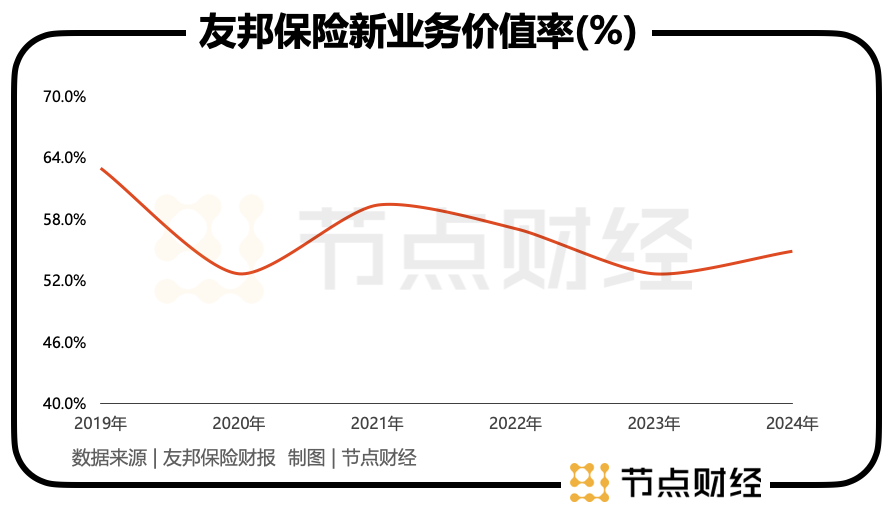 友邦保险新业务价值率(%)
70.0%
64.0%
58.0%
52.0%
46.0%
40.0%
节点财经
2019年 2020年 2021年 2022年 2023年 2024年
数据来源 | 友邦保险财报 制图 | 节点财经
节点财经